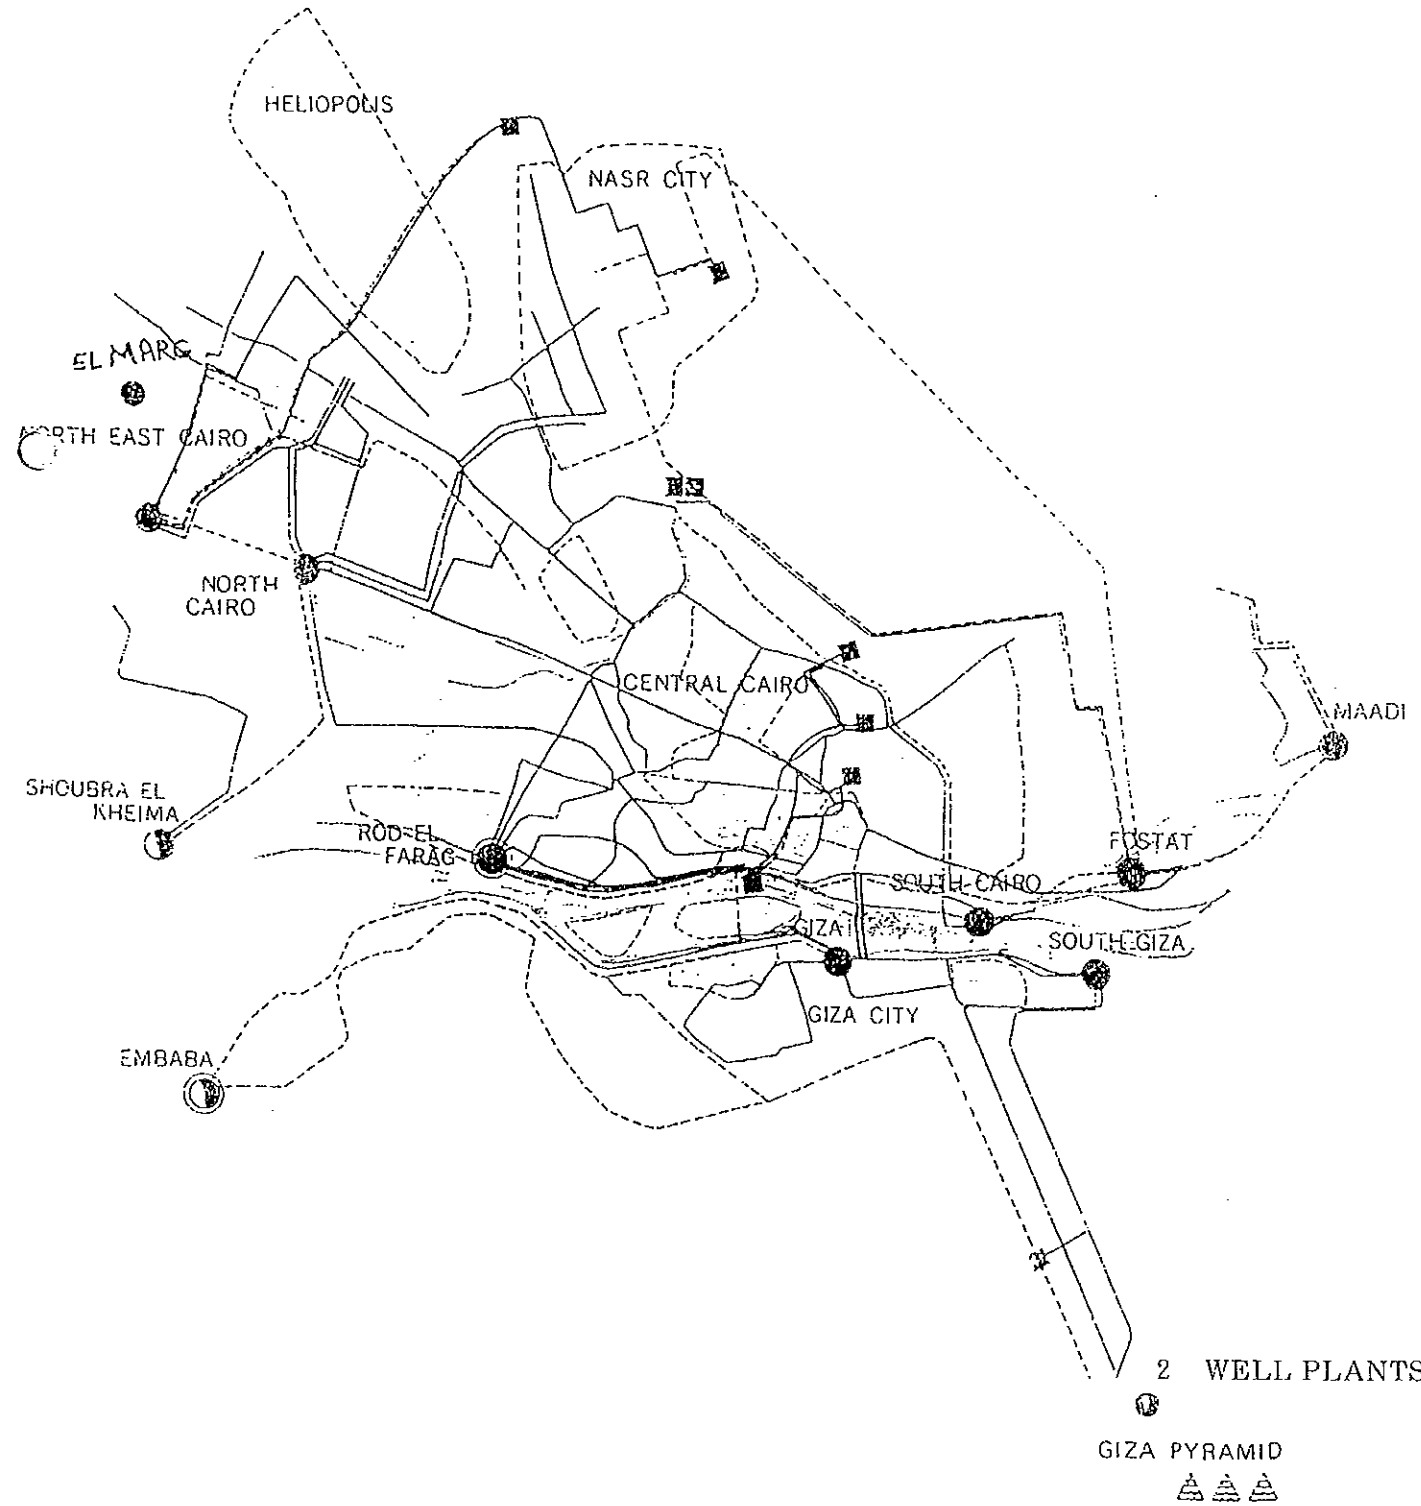 HELIOPOLIS
NASR CITY
EL MARG
NORTH EAST CAIRO
NORTH
CAIRO
CENTRAL CAIRO
MAADI
SHOUBRA EL
KHEIMA
ROD EL
FARAG
FOSTAT
SOUTH CAIRO
GIZA
SOUTH GIZA
GIZA CITY
EMBABA
2 WELL PLANTS
GIZA PYRAMID